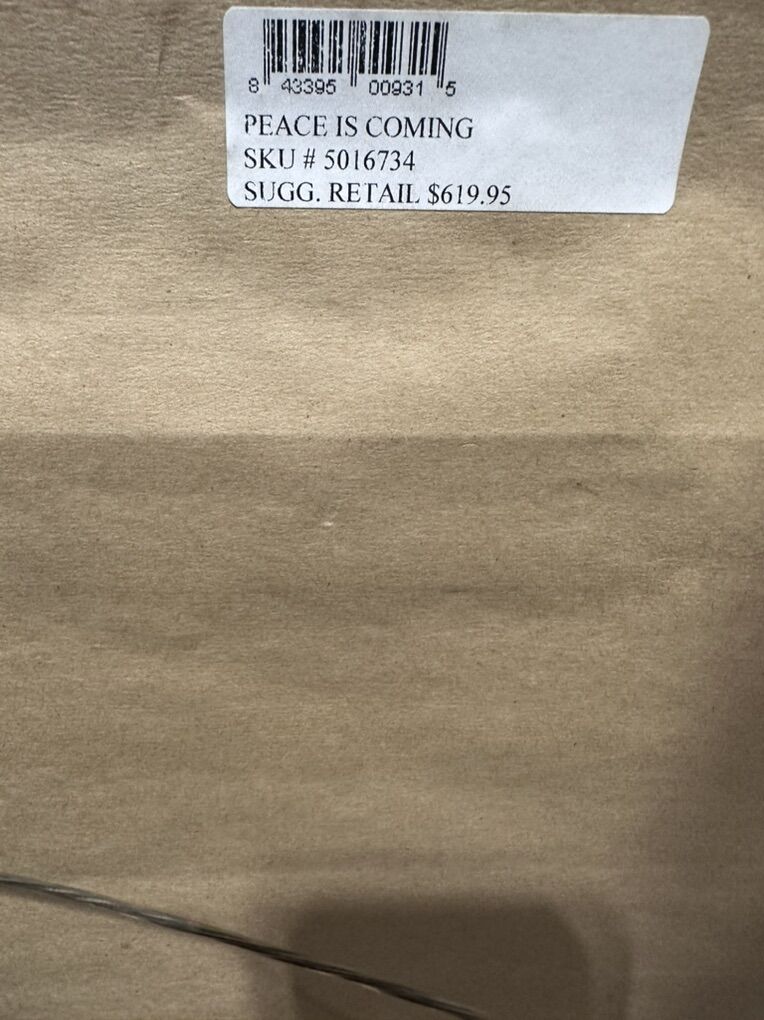 8 43395 00931 5
PEACE IS COMING
SKU # 5016734
SUGG. RETAIL $619.95